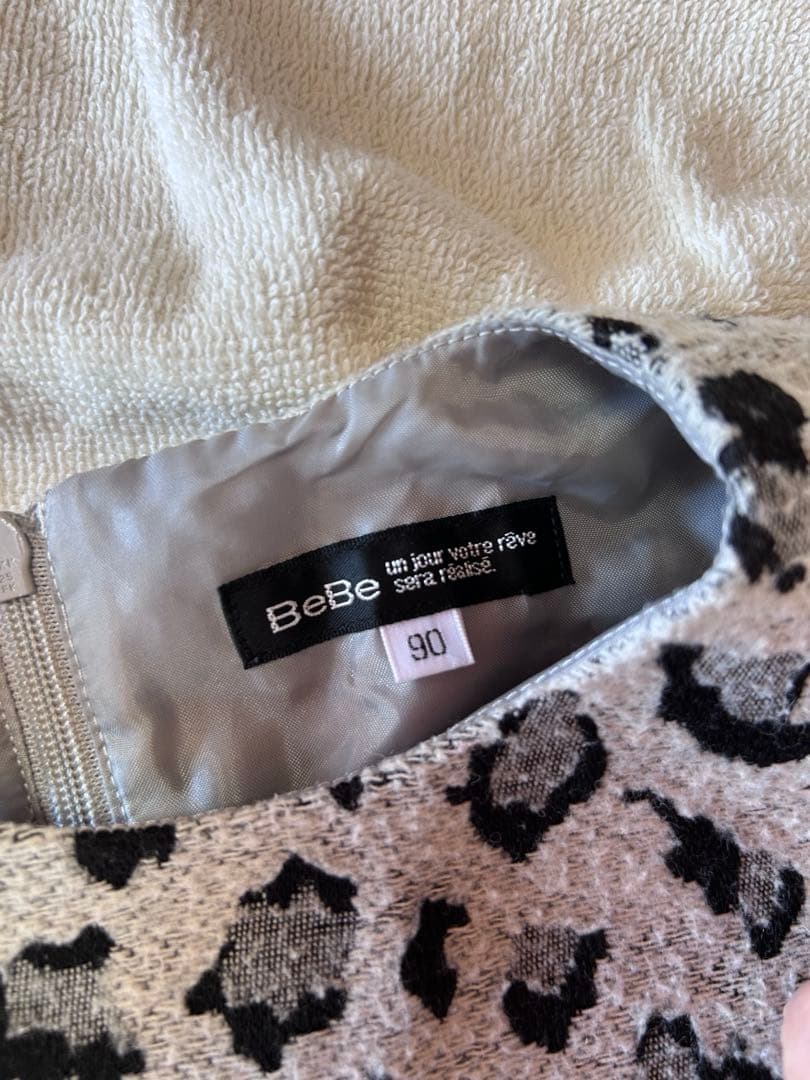 BeBe
un jour votre rêve
sera réalisé.
90